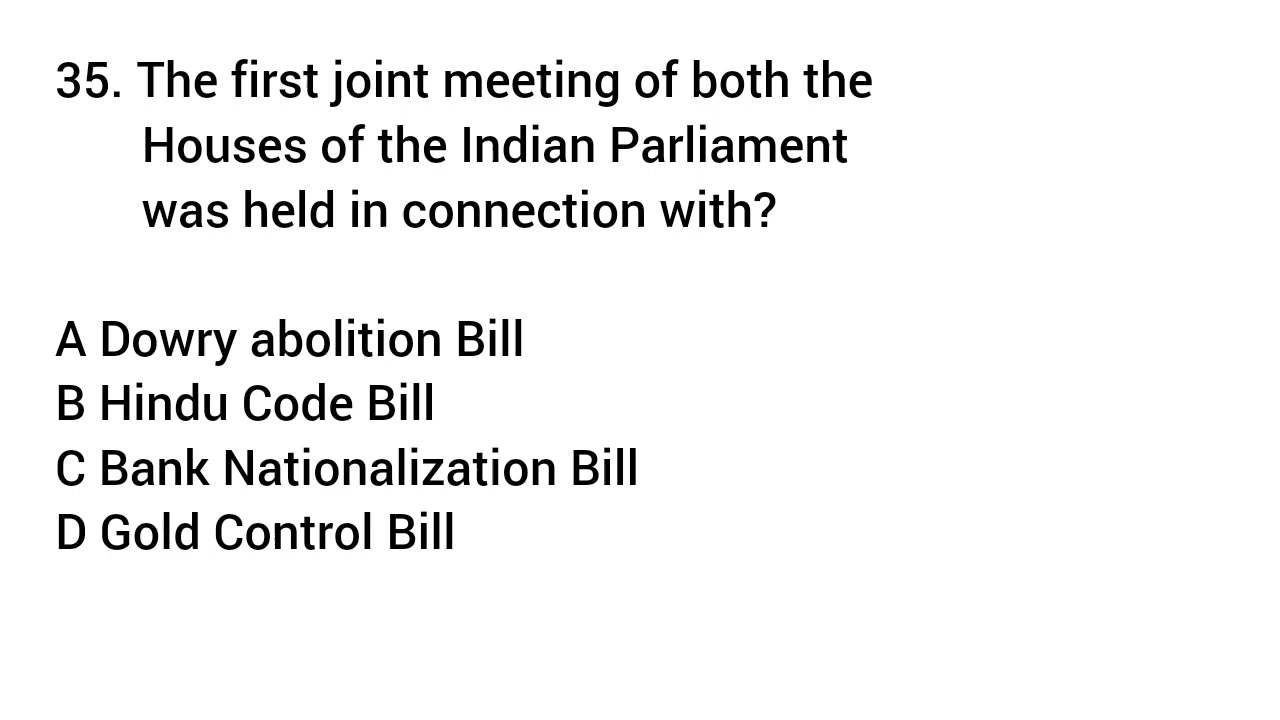 35. The first joint meeting of both the
Houses of the Indian Parliament
was held in connection with?
A Dowry abolition Bill
B Hindu Code Bill
C Bank Nationalization Bill
D Gold Control Bill